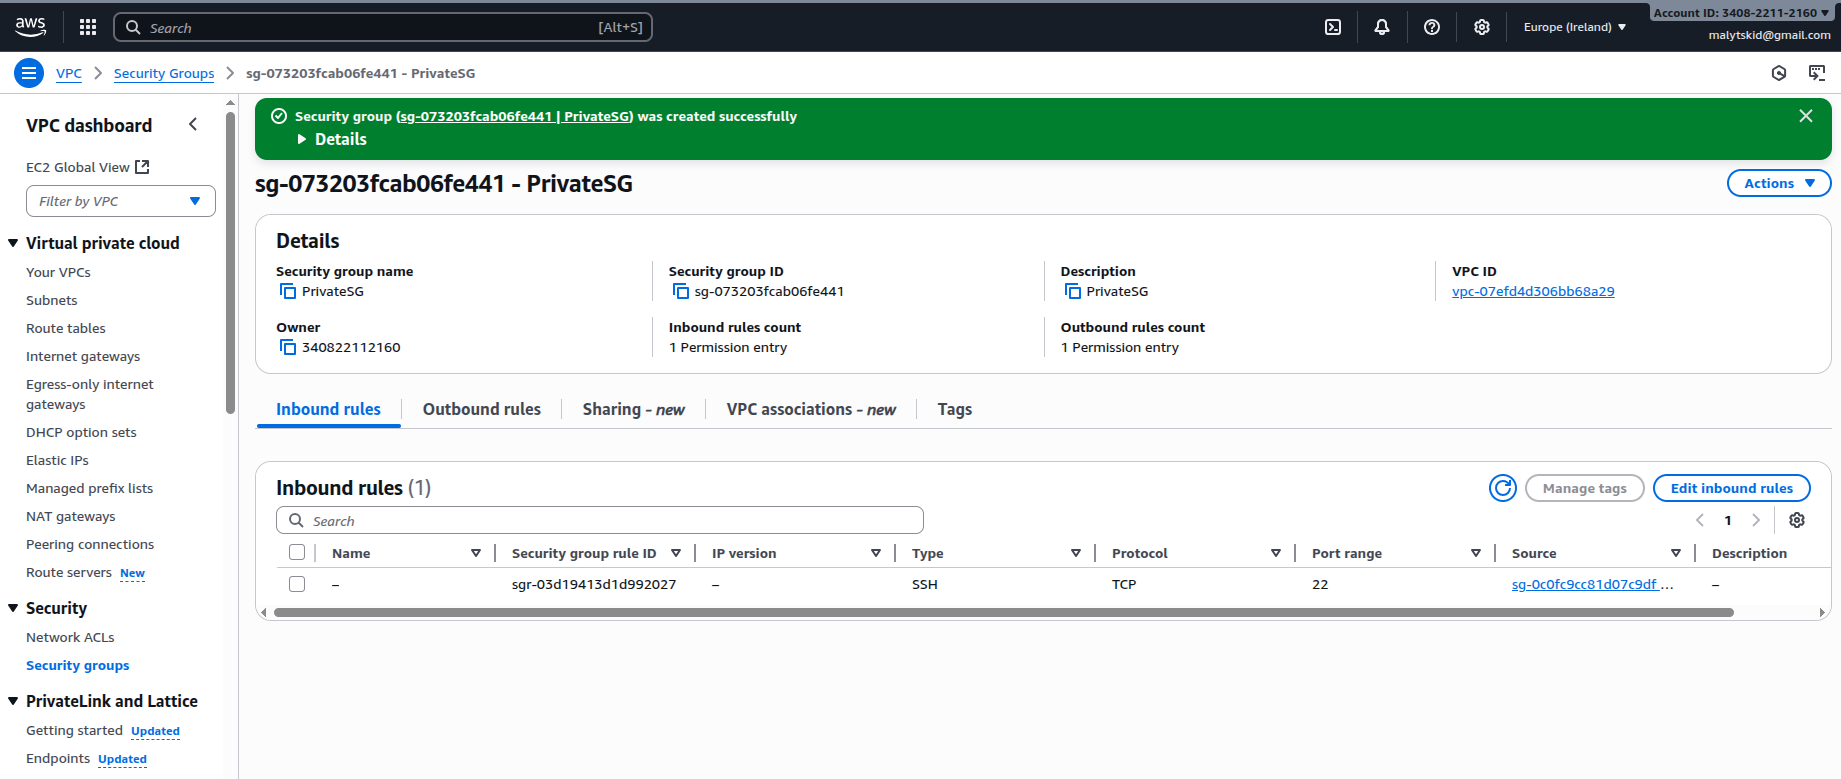 aws
Search [Alt+S]
Europe (Ireland)
Account ID: 3408-2211-2160
malytskid@gmail.com
VPC
Security Groups
sg-073203fcab06fe441 - PrivateSG
VPC dashboard
EC2 Global View
Filter by VPC
Virtual private cloud
Your VPCs
Subnets
Route tables
Internet gateways
Egress-only internet
gateways
DHCP option sets
Elastic IPs
Managed prefix lists
NAT gateways
Peering connections
Route servers New
Security
Network ACLs
Security groups
PrivateLink and Lattice
Getting started Updated
Endpoints Updated
Security group (sg-073203fcab06fe441 | PrivateSG) was created successfully
Details
sg-073203fcab06fe441 - PrivateSG
Actions
Details
Security group name
PrivateSG
Security group ID
sg-073203fcab06fe441
Description
PrivateSG
VPC ID
vpc-07efd4d306bb68a29
Owner
340822112160
Inbound rules count
1 Permission entry
Outbound rules count
1 Permission entry
Inbound rules
Outbound rules
Sharing - new
VPC associations - new
Tags
Inbound rules (1)
Manage tags
Edit inbound rules
Search
1
Name Security group rule ID IP version Type Protocol Port range Source Description
– sgr-03d19413d1d992027 – SSH TCP 22 sg-0c0fc9cc81d07c9df ... –